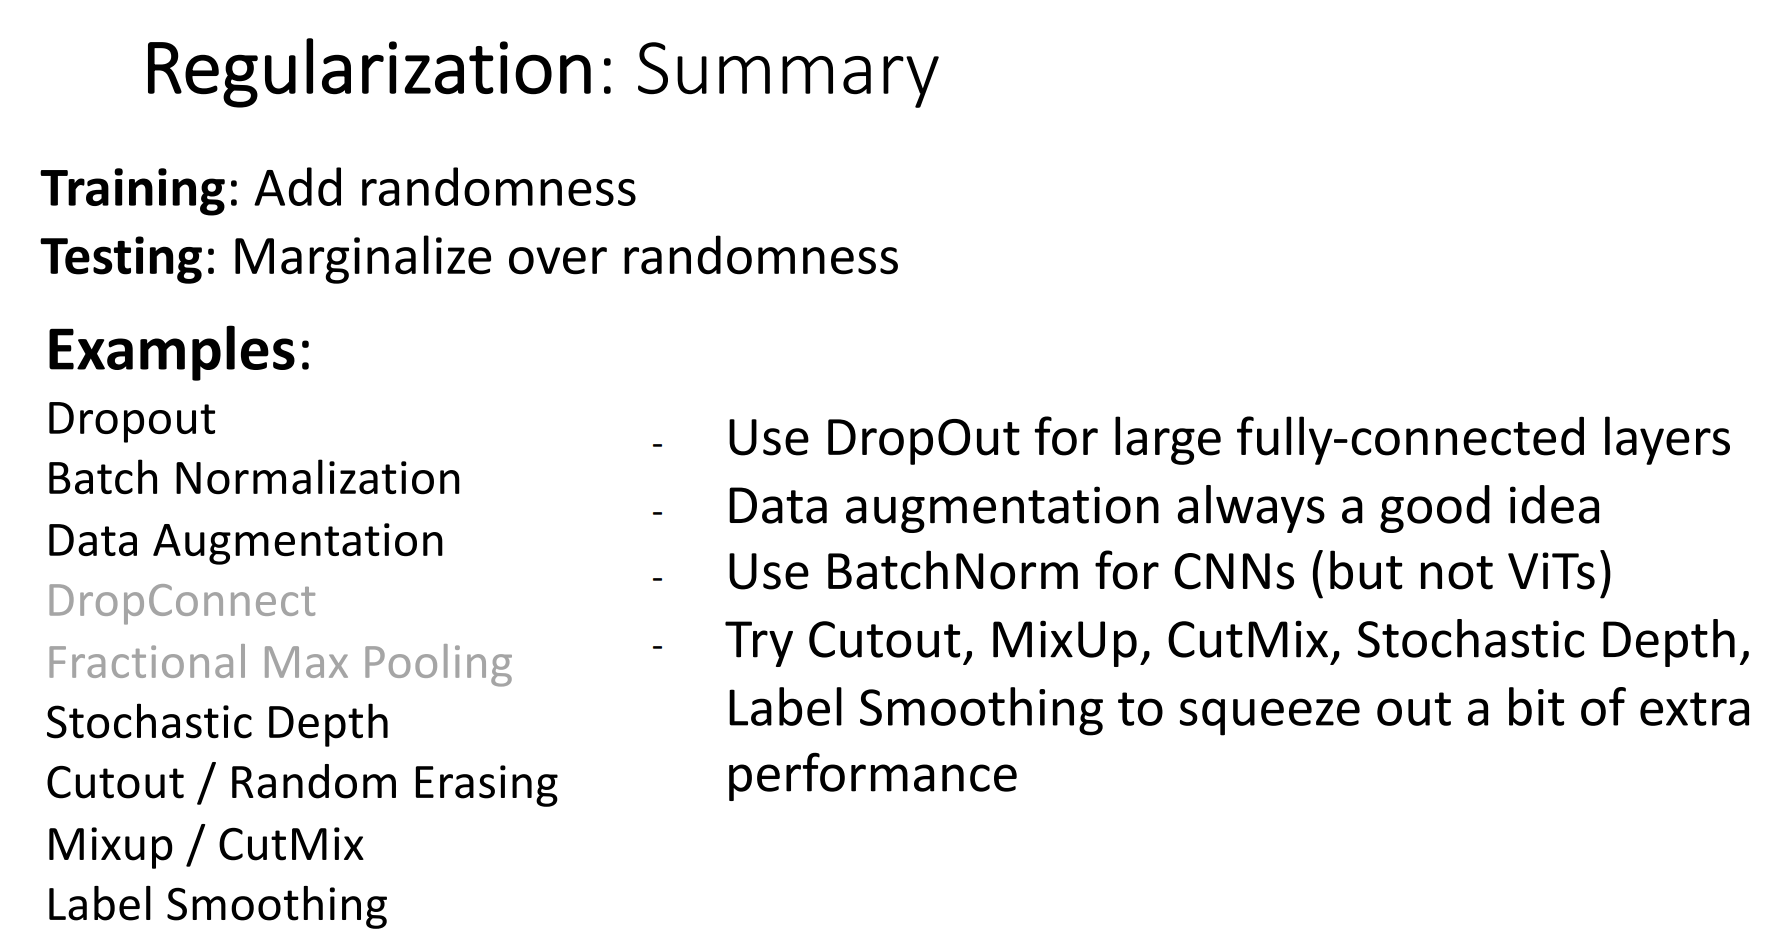 Regularization: Summary
Training: Add randomness
Testing: Marginalize over randomness
Examples:
Dropout
Batch Normalization
Data Augmentation
DropConnect
Fractional Max Pooling
Stochastic Depth
Cutout / Random Erasing
Mixup / CutMix
Label Smoothing
- Use DropOut for large fully-connected layers
- Data augmentation always a good idea
- Use BatchNorm for CNNs (but not ViTs)
- Try Cutout, MixUp, CutMix, Stochastic Depth,
Label Smoothing to squeeze out a bit of extra
performance